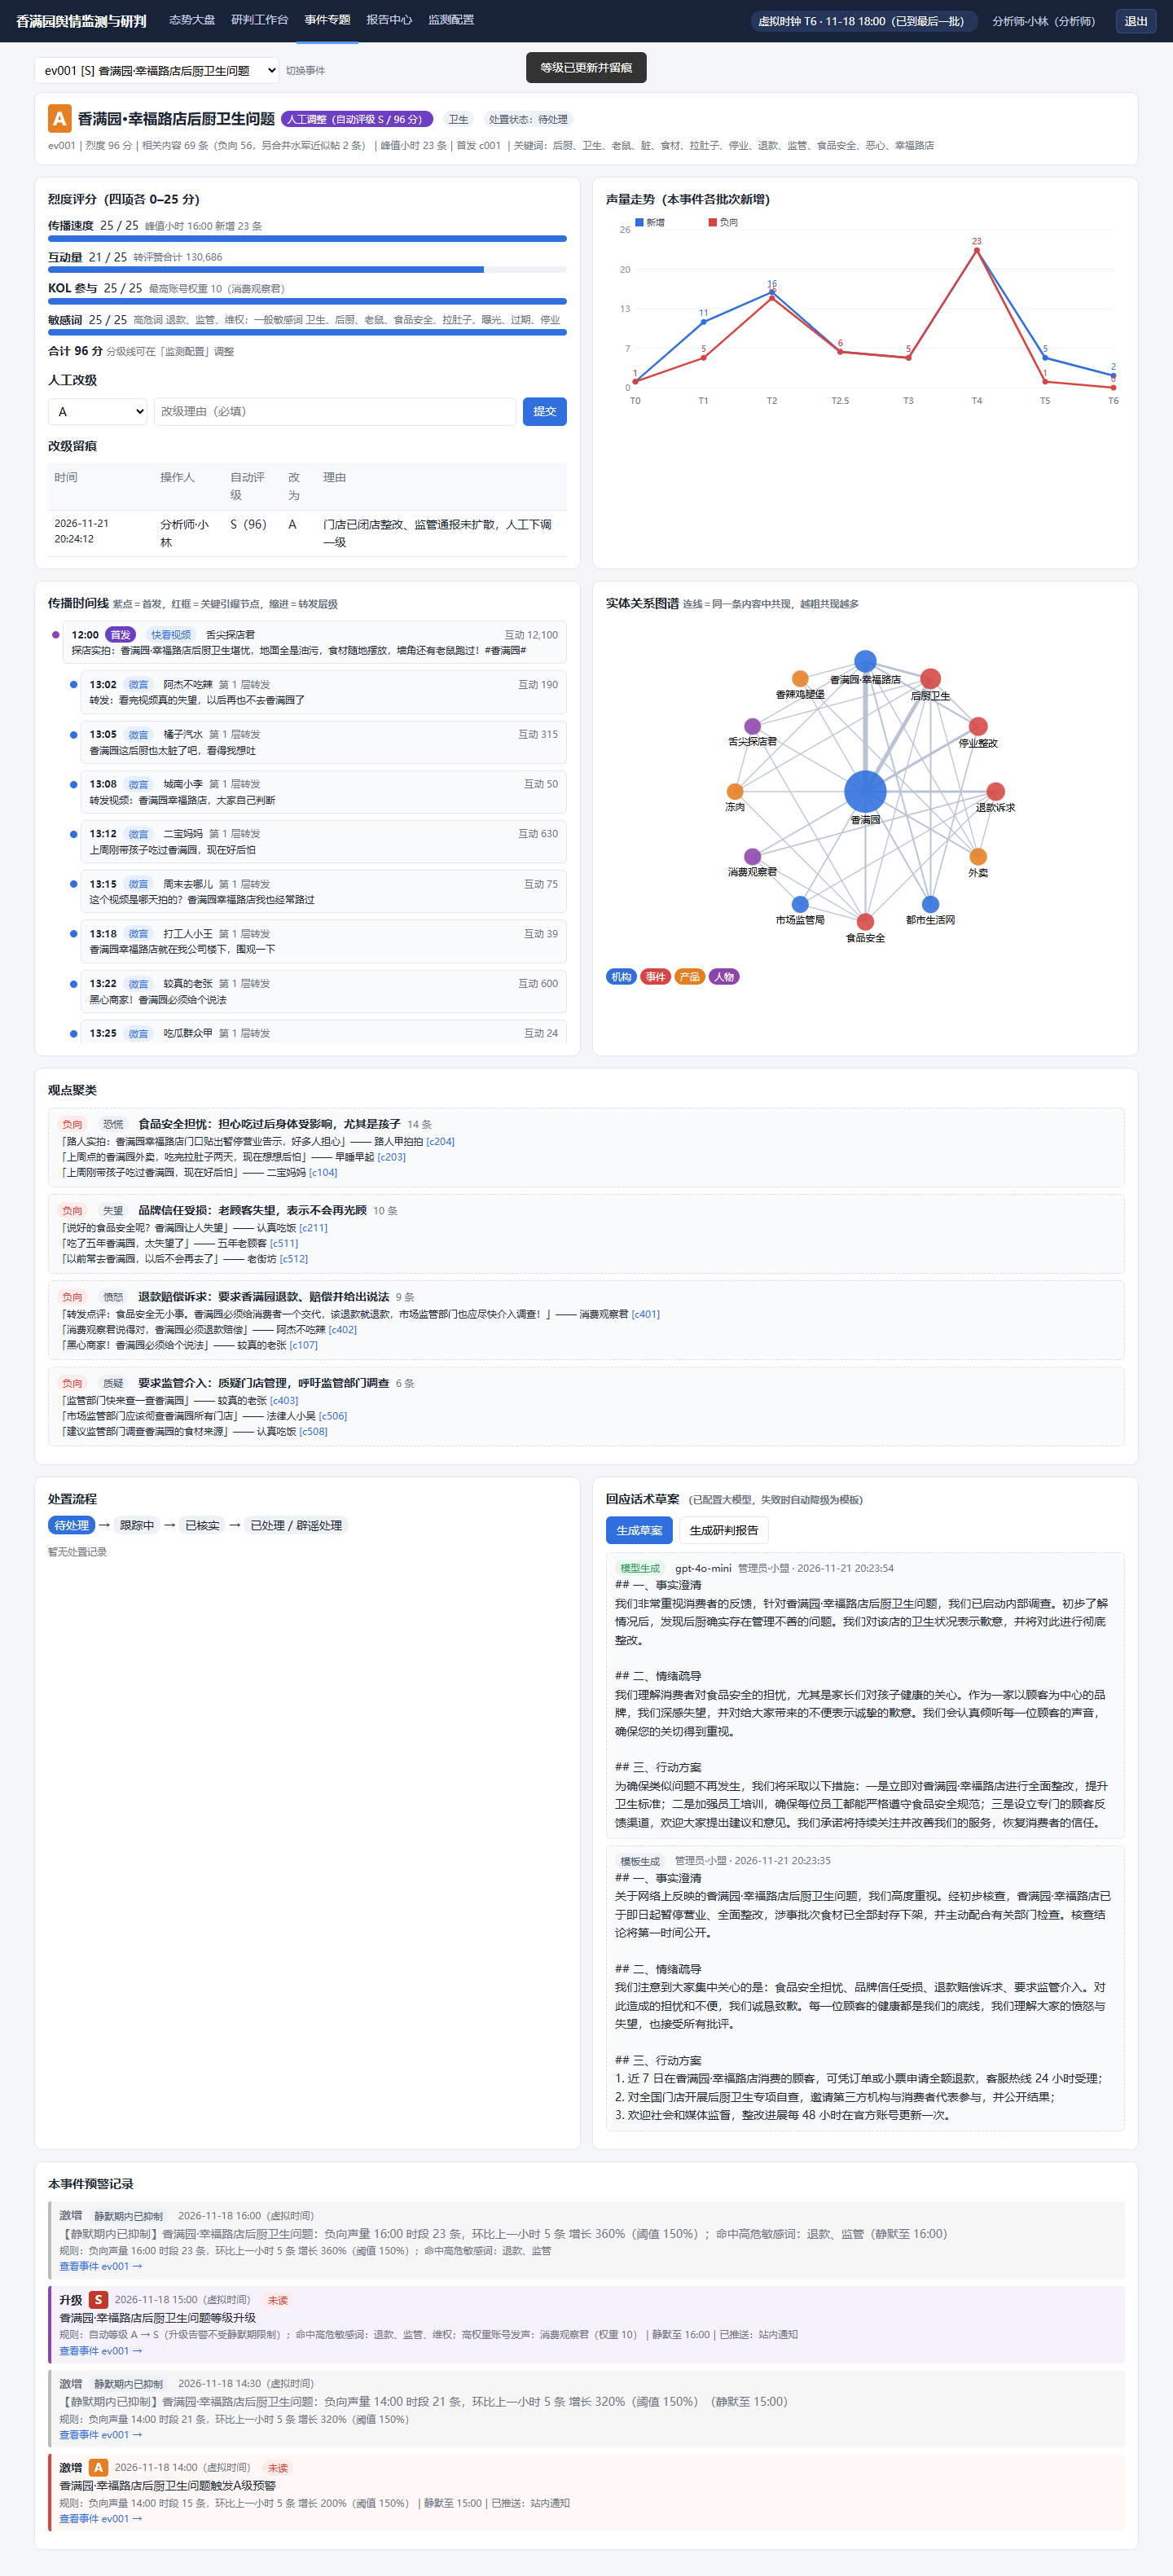 香满园舆情监测与研判 态势大盘 研判工作台 事件专题 报告中心 监测配置 虚拟时钟 T6 · 11-18 18:00（已到最后一批） 分析师·小林（分析师） 退出
ev001 [S] 香满园·幸福路店后厨卫生问题 切换事件
等级已更新并留痕
A 香满园·幸福路店后厨卫生问题 人工调整（自动评级 S / 96 分） 卫生 处置状态：待处理
ev001 | 烈度 96 分 | 相关内容 69 条（负向 56，另合并水军近似帖 2 条） | 峰值小时 23 条 | 首发 c001 | 关键词：后厨、卫生、老鼠、脏、食材、拉肚子、停业、退款、监管、食品安全、恶心、幸福路店
烈度评分（四项各 0–25 分）
传播速度 25 / 25 峰值小时 16:00 新增 23 条
互动量 21 / 25 转评赞合计 130,686
KOL 参与 25 / 25 最高账号权重 10（消费观察君）
敏感词 25 / 25 高危词 退款、监管、维权；一般敏感词 卫生、后厨、老鼠、食品安全、拉肚子、曝光、过期、停业
合计 96 分 分级线可在「监测配置」调整
人工改级
A 改级理由（必填） 提交
改级留痕
时间 操作人 自动评级 改为 理由
2026-11-21 20:24:12 分析师·小林 S（96） A 门店已闭店整改、监管通报未扩散，人工下调一级
声量走势（本事件各批次新增）
新增 负向
26
20
13
7
0
1 11 5 16 6 5 23 5 1 2 0
T0 T1 T2 T2.5 T3 T4 T5 T6
传播时间线 紫点＝首发，红框＝关键引爆节点，缩进＝转发层级
12:00 首发 快看视频 舌尖探店君 互动 12,100
探店实拍：香满园·幸福路店后厨卫生堪忧，地面全是油污，食材随地摆放，墙角还有老鼠跑过！#香满园#
13:02 微言 阿杰不吃辣 第 1 层转发 互动 190
转发：看完视频真的失望，以后再也不去香满园了
13:05 微言 橘子汽水 第 1 层转发 互动 315
香满园这后厨也太脏了吧，看得我想吐
13:08 微言 城南小李 第 1 层转发 互动 50
转发视频：香满园幸福路店，大家自己判断
13:12 微言 二宝妈妈 第 1 层转发 互动 630
上周刚带孩子吃过香满园，现在好后怕
13:15 微言 周末去哪儿 第 1 层转发 互动 75
这个视频是哪天拍的？香满园幸福路店我也经常路过
13:18 微言 打工人小王 第 1 层转发 互动 39
香满园幸福路店就在我公司楼下，围观一下
13:22 微言 较真的老张 第 1 层转发 互动 600
黑心商家！香满园必须给个说法
13:25 微言 吃瓜群众甲 第 1 层转发 互动 24
实体关系图谱 连线＝同一条内容中共现，越粗共现越多
香满园·幸福路店
香辣鸡腿堡
后厨卫生
舌尖探店君
停业整改
冻肉
香满园
退款诉求
消费观察君
外卖
市场监管局
都市生活网
食品安全
机构 事件 产品 人物
观点聚类
负向 恐慌 食品安全担忧：担心吃过后身体受影响，尤其是孩子 14 条
「路人实拍：香满园幸福路店门口贴出暂停营业告示，好多人担心」—— 路人甲拍拍 [c204]
「上周点的香满园外卖，吃完拉肚子两天，现在想想后怕」—— 早睡早起 [c203]
「上周刚带孩子吃过香满园，现在好后怕」—— 二宝妈妈 [c104]
负向 失望 品牌信任受损：老顾客失望，表示不会再光顾 10 条
「说好的食品安全呢？香满园让人失望」—— 认真吃饭 [c211]
「吃了五年香满园，太失望了」—— 五年老顾客 [c511]
「以前常去香满园，以后不会再去了」—— 老街坊 [c512]
负向 愤怒 退款赔偿诉求：要求香满园退款、赔偿并给出说法 9 条
「转发点评：食品安全无小事。香满园必须给消费者一个交代，该退款就退款，市场监管部门也应尽快介入调查！」—— 消费观察君 [c401]
「消费观察君说得对，香满园必须退款赔偿」—— 阿杰不吃辣 [c402]
「黑心商家！香满园必须给个说法」—— 较真的老张 [c107]
负向 质疑 要求监管介入：质疑门店管理，呼吁监管部门调查 6 条
「监管部门快来查一查香满园」—— 较真的老张 [c403]
「市场监管部门应该彻查香满园所有门店」—— 法律人小吴 [c506]
「建议监管部门调查香满园的食材来源」—— 认真吃饭 [c508]
处置流程
待处理 → 跟踪中 → 已核实 → 已处理 / 辟谣处理
暂无处置记录
回应话术草案 （已配置大模型，失败时自动降级为模板）
生成草案 生成研判报告
模型生成 gpt-4o-mini 管理员·小盟 · 2026-11-21 20:23:54
## 一、事实澄清
我们非常重视消费者的反馈，针对香满园·幸福路店后厨卫生问题，我们已启动内部调查。初步了解
情况后，发现后厨确实存在管理不善的问题。我们对该店的卫生状况表示歉意，并将对此进行彻底
整改。
## 二、情绪疏导
我们理解消费者对食品安全的担忧，尤其是家长们对孩子健康的关心。作为一家以顾客为中心的品
牌，我们深感失望，并对给大家带来的不便表示诚挚的歉意。我们会认真倾听每一位顾客的声音，
确保您的关切得到重视。
## 三、行动方案
为确保类似问题不再发生，我们将采取以下措施：一是立即对香满园·幸福路店进行全面整改，提升
卫生标准；二是加强员工培训，确保每位员工都能严格遵守食品安全规范；三是设立专门的顾客反
馈渠道，欢迎大家提出建议和意见。我们承诺将持续关注并改善我们的服务，恢复消费者的信任。
模板生成 管理员·小盟 · 2026-11-21 20:23:35
## 一、事实澄清
关于网络上反映的香满园·幸福路店后厨卫生问题，我们高度重视。经初步核查，香满园·幸福路店已
于即日起暂停营业、全面整改，涉事批次食材已全部封存下架，并主动配合有关部门检查。核查结
论将第一时间公开。
## 二、情绪疏导
我们注意到大家集中关心的是：食品安全担忧、品牌信任受损、退款赔偿诉求、要求监管介入。对
此造成的担忧和不便，我们诚恳致歉。每一位顾客的健康都是我们的底线，我们理解大家的愤怒与
失望，也接受所有批评。
## 三、行动方案
1. 近 7 日在香满园·幸福路店消费的顾客，可凭订单或小票申请全额退款，客服热线 24 小时受理；
2. 对全国门店开展后厨卫生专项自查，邀请第三方机构与消费者代表参与，并公开结果；
3. 欢迎社会和媒体监督，整改进展每 48 小时在官方账号更新一次。
本事件预警记录
激增 静默期内已抑制 2026-11-18 16:00（虚拟时间）
【静默期内已抑制】香满园·幸福路店后厨卫生问题：负向声量 16:00 时段 23 条，环比上一小时 5 条 增长 360%（阈值 150%）；命中高危敏感词：退款、监管（静默至 16:00）
规则：负向声量 16:00 时段 23 条，环比上一小时 5 条 增长 360%（阈值 150%）；命中高危敏感词：退款、监管
查看事件 ev001 →
升级 S 2026-11-18 15:00（虚拟时间） 未读
香满园·幸福路店后厨卫生问题等级升级
规则：自动等级 A → S（升级告警不受静默期限制）；命中高危敏感词：退款、监管、维权；高权重账号发声：消费观察君（权重 10） | 静默至 16:00 | 已推送：站内通知
查看事件 ev001 →
激增 静默期内已抑制 2026-11-18 14:30（虚拟时间）
【静默期内已抑制】香满园·幸福路店后厨卫生问题：负向声量 14:00 时段 21 条，环比上一小时 5 条 增长 320%（阈值 150%）（静默至 15:00）
规则：负向声量 14:00 时段 21 条，环比上一小时 5 条 增长 320%（阈值 150%）
查看事件 ev001 →
激增 A 2026-11-18 14:00（虚拟时间） 未读
香满园·幸福路店后厨卫生问题触发A级预警
规则：负向声量 14:00 时段 15 条，环比上一小时 5 条 增长 200%（阈值 150%） | 静默至 15:00 | 已推送：站内通知
查看事件 ev001 →